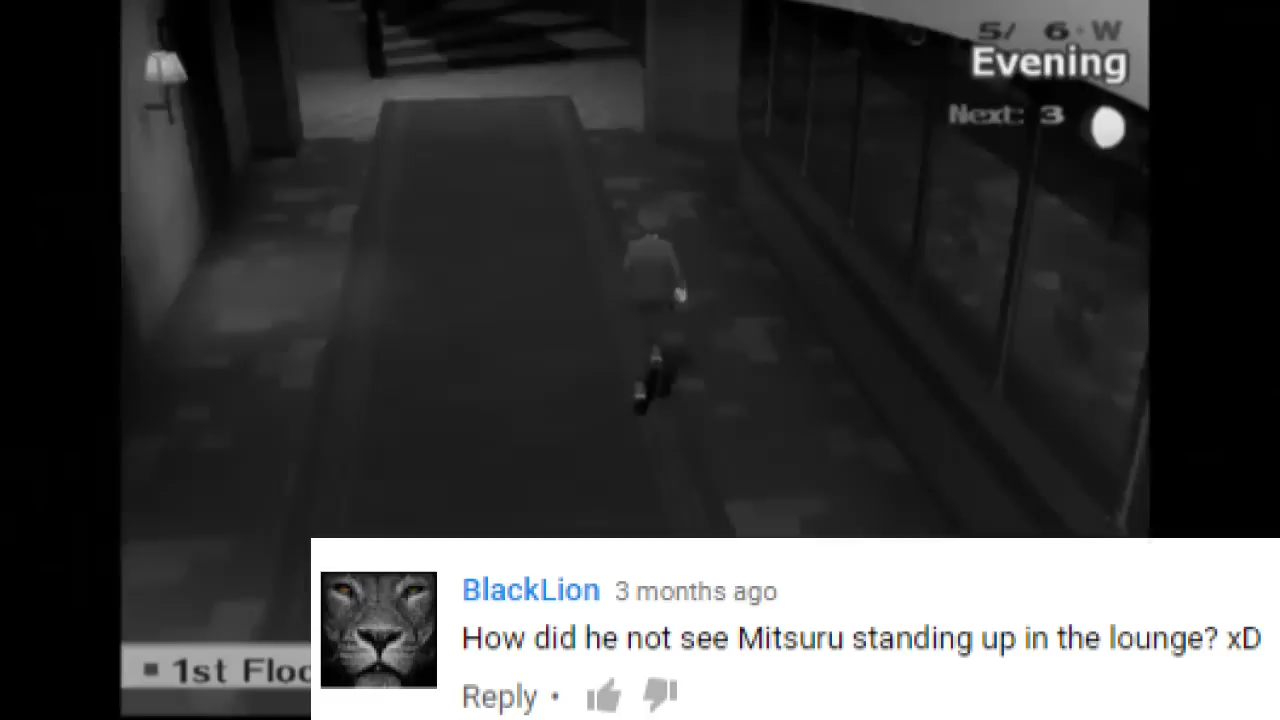 5/ 6·W
Evening
Next: 3
1st Floo
BlackLion 3 months ago
How did he not see Mitsuru standing up in the lounge? xD
Reply •